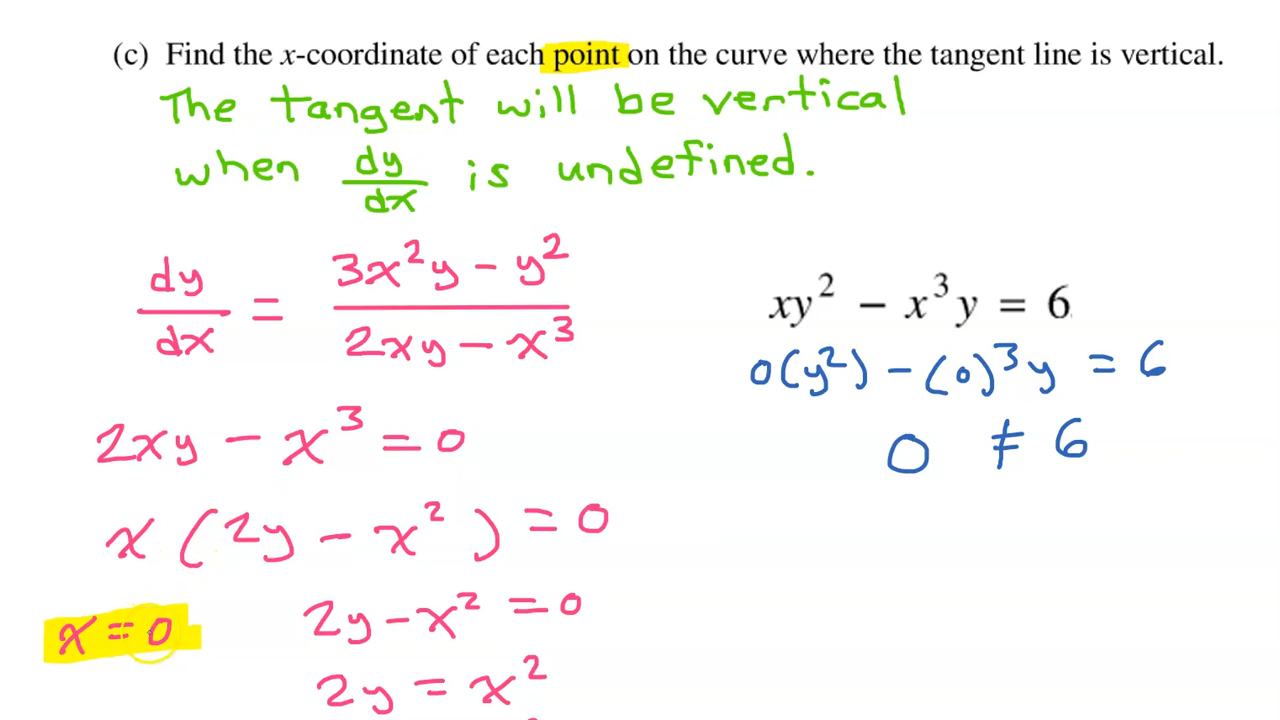 (c) Find the x-coordinate of each point on the curve where the tangent line is vertical.
The tangent will be vertical
when dy/dx is undefined.
dy/dx = (3x²y − y²)/(2xy − x³)
2xy − x³ = 0
x(2y − x²) = 0
x = 0
2y − x² = 0
2y = x²
xy² − x³y = 6
0(y²) − (0)³y = 6
0 ≠ 6